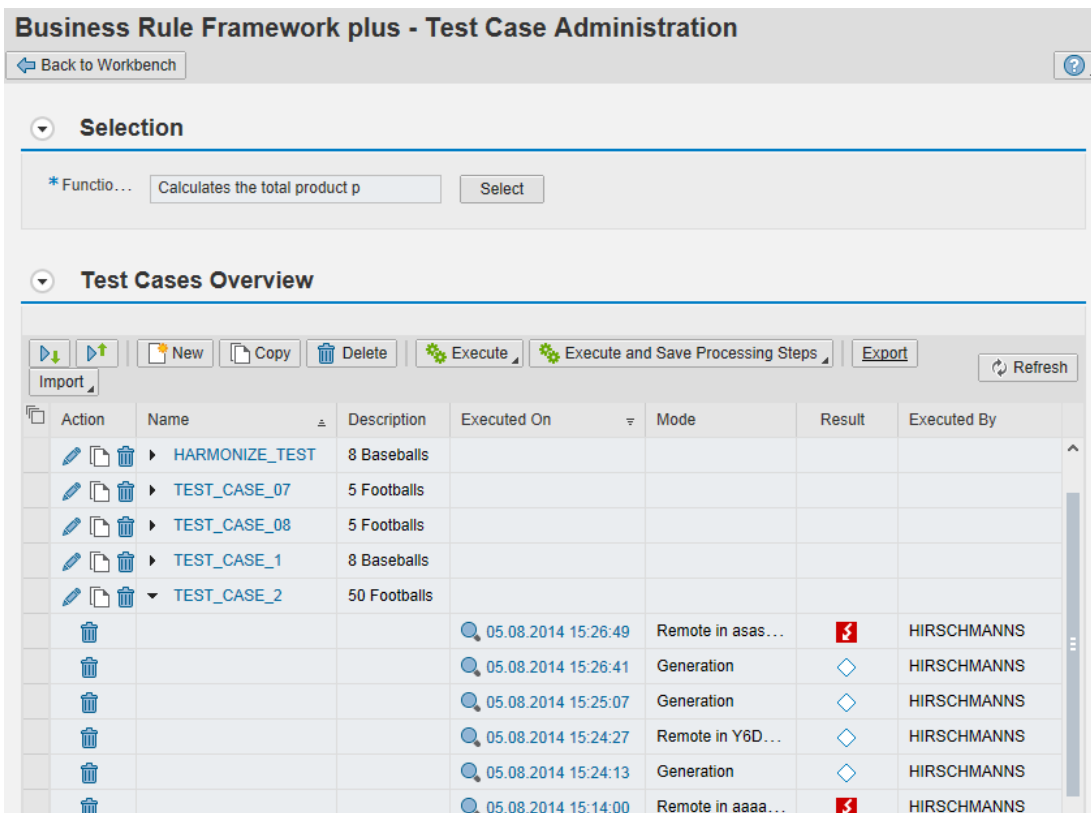 Business Rule Framework plus - Test Case Administration
Back to Workbench
Selection
* Functio... Calculates the total product p Select
Test Cases Overview
New Copy Delete Execute Execute and Save Processing Steps Export Refresh
Import
Action Name Description Executed On Mode Result Executed By
HARMONIZE_TEST 8 Baseballs
TEST_CASE_07 5 Footballs
TEST_CASE_08 5 Footballs
TEST_CASE_1 8 Baseballs
TEST_CASE_2 50 Footballs
05.08.2014 15:26:49 Remote in asas... HIRSCHMANNS
05.08.2014 15:26:41 Generation HIRSCHMANNS
05.08.2014 15:25:07 Generation HIRSCHMANNS
05.08.2014 15:24:27 Remote in Y6D... HIRSCHMANNS
05.08.2014 15:24:13 Generation HIRSCHMANNS
05.08.2014 15:14:00 Remote in aaaa... HIRSCHMANNS